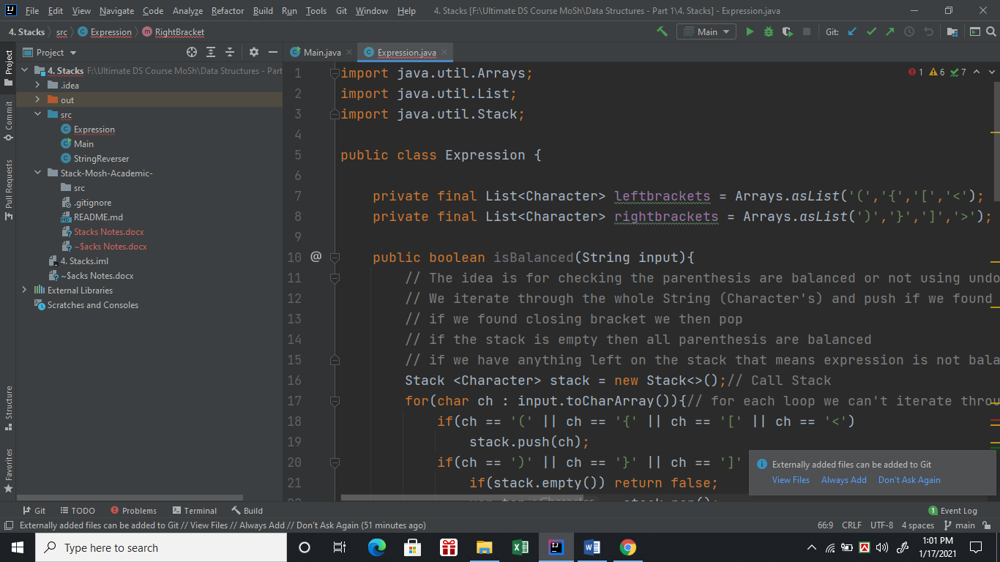 File Edit View Navigate Code Analyze Refactor Build Run Tools Git Window Help 4. Stacks [F:\Ultimate DS Course MoSh\Data Structures - Part 1\4. Stacks] - Expression.java
4. Stacks src Expression RightBracket Main Git:
Project Main.java Expression.java
4. Stacks F:\Ultimate DS Course MoSh\Data Structures - Part
.idea
out
src
Expression
Main
StringReverser
Stack-Mosh-Academic-
src
.gitignore
README.md
Stacks Notes.docx
~$acks Notes.docx
4. Stacks.iml
~$acks Notes.docx
External Libraries
Scratches and Consoles
Project
Commit
Pull Requests
Structure
Favorites
1 import java.util.Arrays; 1 6 7
2 import java.util.List;
3 import java.util.Stack;
4
5 public class Expression {
6
7 private final List<Character> leftbrackets = Arrays.asList('(','{','[','<');
8 private final List<Character> rightbrackets = Arrays.asList(')','}',']','>');
9
10 @ public boolean isBalanced(String input){
11 // The idea is for checking the parenthesis are balanced or not using undo
12 // We iterate through the whole String (Character's) and push if we found
13 // if we found closing bracket we then pop
14 // if the stack is empty then all parenthesis are balanced
15 // if we have anything left on the stack that means expression is not bala
16 Stack <Character> stack = new Stack<>();// Call Stack
17 for(char ch : input.toCharArray()){// for each loop we can't iterate throu
18 if(ch == '(' || ch == '{' || ch == '[' || ch == '<')
19 stack.push(ch);
20 if(ch == ')' || ch == '}' || ch == ']'
21 if(stack.empty()) return false;
Externally added files can be added to Git
View Files Always Add Don't Ask Again
Git TODO Problems Terminal Build 1 Event Log
Externally added files can be added to Git // View Files // Always Add // Don't Ask Again (51 minutes ago) 66:9 CRLF UTF-8 4 spaces main
Type here to search
1:01 PM
1/17/2021